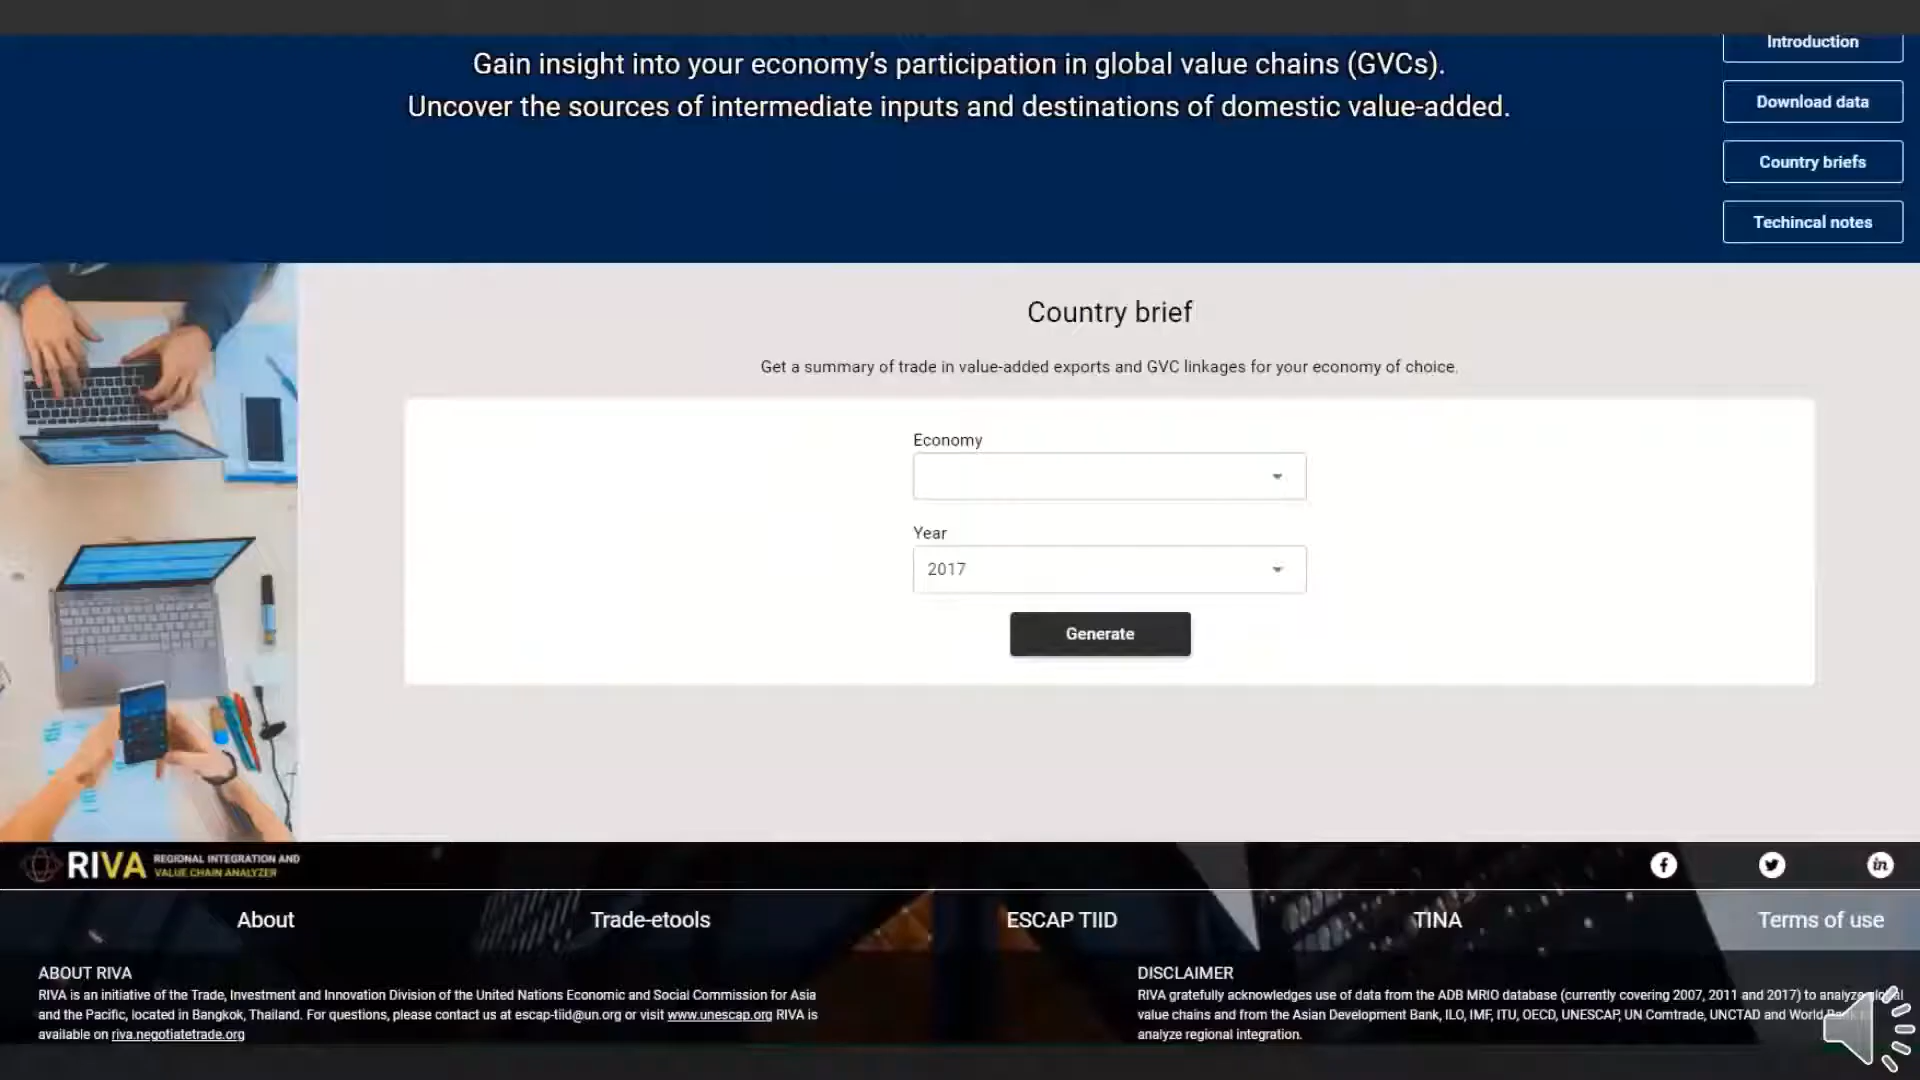 Gain insight into your economy's participation in global value chains (GVCs).
Uncover the sources of intermediate inputs and destinations of domestic value-added.
Introduction
Download data
Country briefs
Techincal notes
Country brief
Get a summary of trade in value-added exports and GVC linkages for your economy of choice.
Economy
Year
2017
Generate
RIVA REGIONAL INTEGRATION AND
VALUE CHAIN ANALYZER
About
Trade-etools
ESCAP TIID
TINA
Terms of use
ABOUT RIVA
RIVA is an initiative of the Trade, Investment and Innovation Division of the United Nations Economic and Social Commission for Asia
and the Pacific, located in Bangkok, Thailand. For questions, please contact us at escap-tiid@un.org or visit www.unescap.org RIVA is
available on riva.negotiatetrade.org
DISCLAIMER
RIVA gratefully acknowledges use of data from the ADB MRIO database (currently covering 2007, 2011 and 2017) to analyze global
value chains and from the Asian Development Bank, ILO, IMF, ITU, OECD, UNESCAP, UN Comtrade, UNCTAD and World Bank
analyze regional integration.